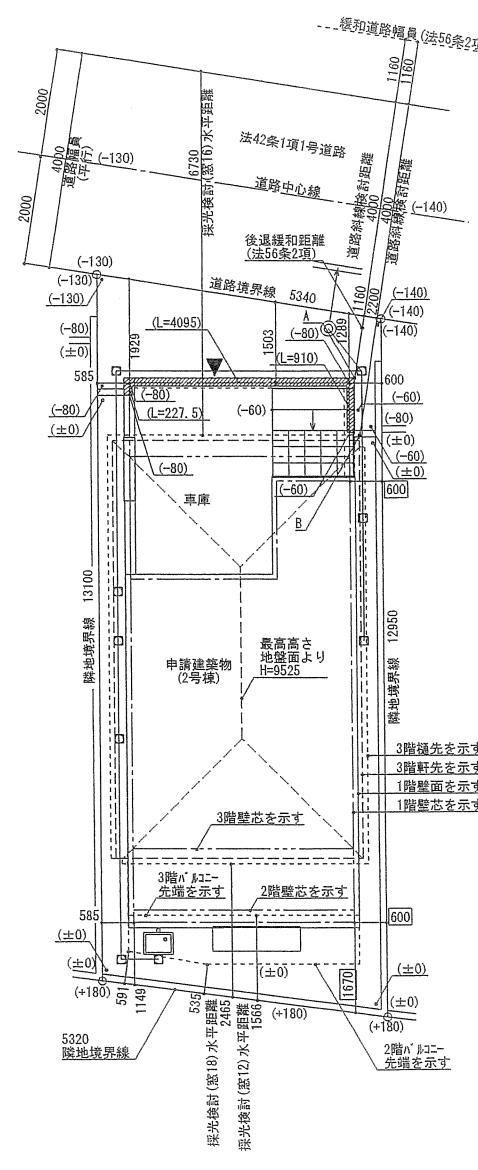 緩和道路幅員(法56条2項
1160
1160
2000
4000
道路幅員
(平行)
2000
(-130)
6730
採光検討(窓16)水平距離
法42条1項1号道路
道路中心線
道路斜線検討距離
4000
4000
道路斜線検討距離
(-140)
後退緩和距離
(法56条2項)
(-130)
(-130)
(-130)
道路境界線
5340
1160
2200
(-140)
(-140)
(-140)
A
(-80)
(±0)
1929
(L=4095)
1503
(-80)
1289
(L=910)
585
600
(-80)
(-80)
(±0)
(L=227.5)
(-60)
(-60)
(-80)
(±0)
(-80)
(-60)
(±0)
(-60)
600
車庫
B
13100
隣地境界線
12950
隣地境界線
申請建築物
(2号棟)
最高高さ
地盤面より
H=9525
3階樋先を示す
3階軒先を示す
1階壁面を示す
1階壁芯を示す
3階壁芯を示す
3階バルコニー
先端を示す
2階壁芯を示す
585
600
(±0)
(±0)
(±0)
(±0)
(±0)
(+180)
591
1149
535
採光検討(窓18)水平距離
2465
採光検討(窓12)水平距離
1566
(+180)
1670
(+180)
5320
隣地境界線
2階バルコニー
先端を示す